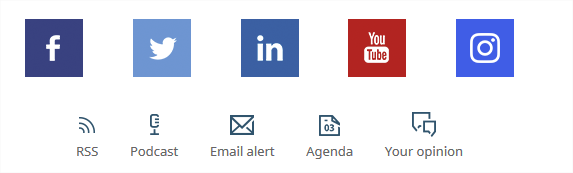 f
in
You
Tube
03
RSS
Podcast
Email alert
Agenda
Your opinion